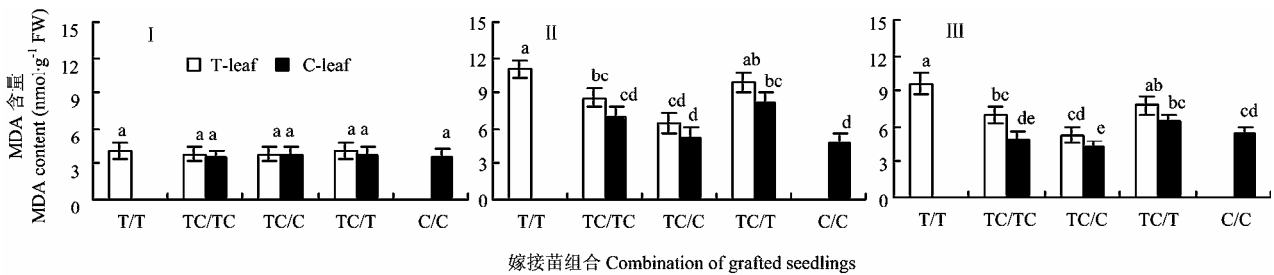 MDA 含量
MDA content (nmol·g⁻¹ FW)
15
12
9
6
3
0
I
T-leaf
C-leaf
a
a a
a a
a a
a
T/T
TC/TC
TC/C
TC/T
C/C
15
12
9
6
3
0
II
a
bc
cd
cd
d
ab
bc
d
T/T
TC/TC
TC/C
TC/T
C/C
15
12
9
6
3
0
III
a
bc
de
cd
e
ab
bc
cd
T/T
TC/TC
TC/C
TC/T
C/C
嫁接苗组合 Combination of grafted seedlings